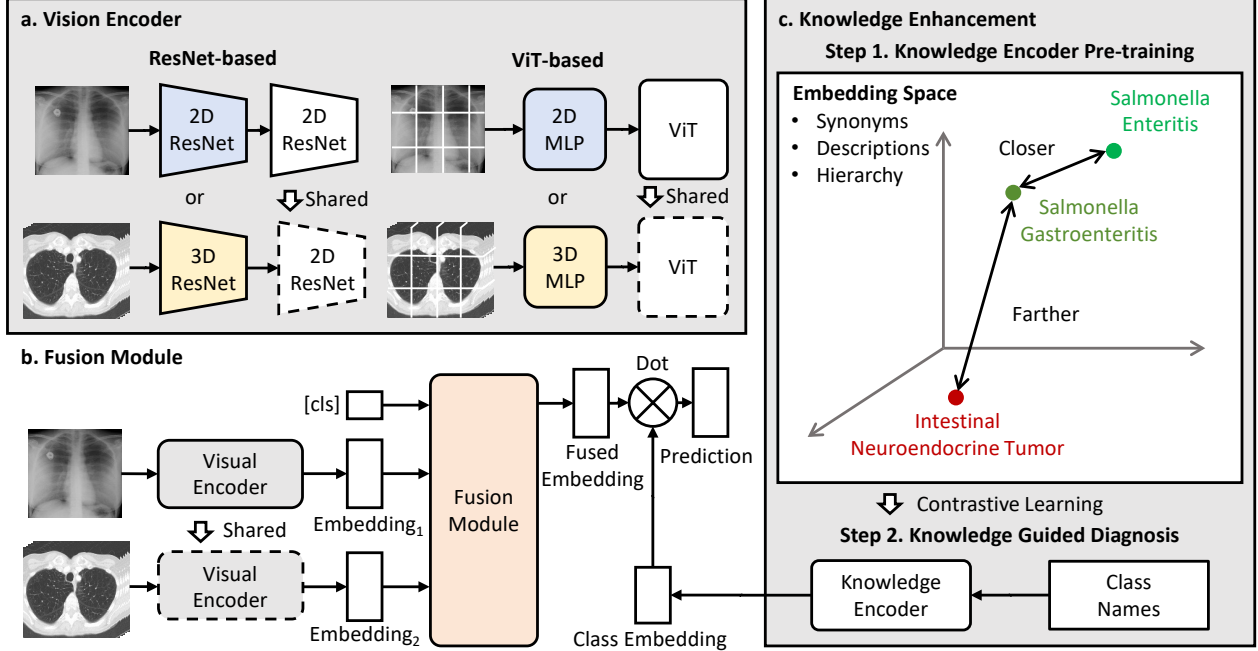 a. Vision Encoder
ResNet-based
ViT-based
2D
ResNet
2D
ResNet
2D
MLP
ViT
or
Shared
or
Shared
3D
ResNet
2D
ResNet
3D
MLP
ViT
b. Fusion Module
[cls]
Visual
Encoder
Embedding₁
Shared
Visual
Encoder
Embedding₂
Fusion
Module
Fused
Embedding
Dot
Prediction
Class Embedding
c. Knowledge Enhancement
Step 1. Knowledge Encoder Pre-training
Embedding Space
• Synonyms
• Descriptions
• Hierarchy
Salmonella
Enteritis
Closer
Salmonella
Gastroenteritis
Farther
Intestinal
Neuroendocrine Tumor
Contrastive Learning
Step 2. Knowledge Guided Diagnosis
Knowledge
Encoder
Class
Names